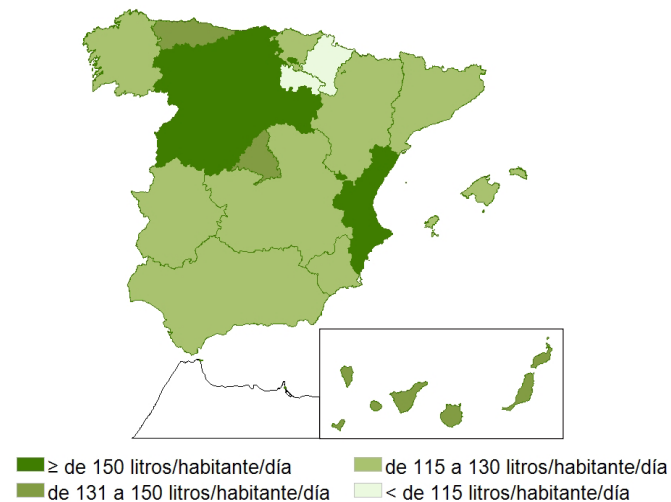 ≥ de 150 litros/habitante/día
de 115 a 130 litros/habitante/día
de 131 a 150 litros/habitante/día
< de 115 litros/habitante/día